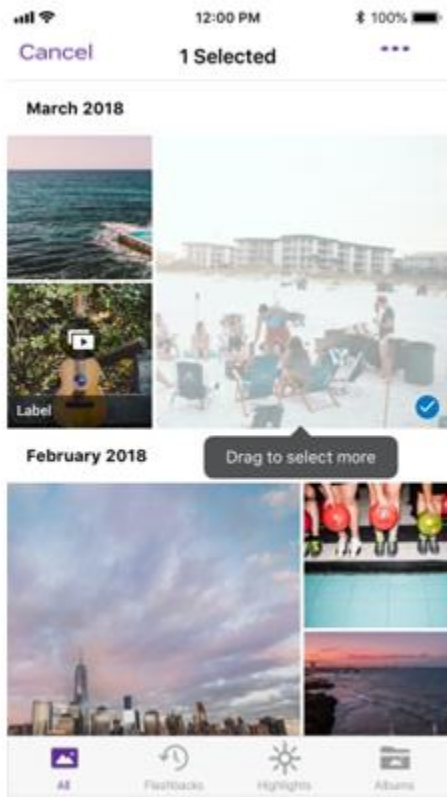 12:00 PM
100%
Cancel
1 Selected
March 2018
Label
Drag to select more
February 2018
All
Flashbacks
Highlights
Albums